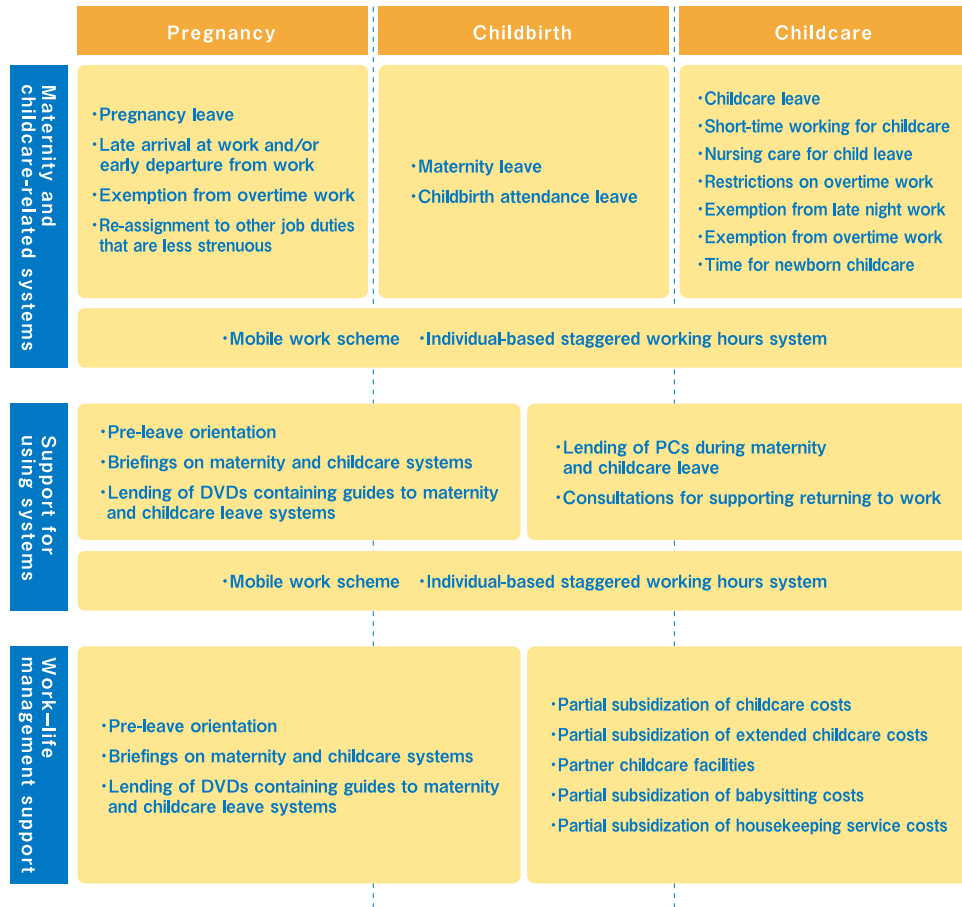 Pregnancy
Childbirth
Childcare
Maternity and
childcare-related systems
・Pregnancy leave
・Late arrival at work and/or
early departure from work
・Exemption from overtime work
・Re-assignment to other job duties
that are less strenuous
・Maternity leave
・Childbirth attendance leave
・Childcare leave
・Short-time working for childcare
・Nursing care for child leave
・Restrictions on overtime work
・Exemption from late night work
・Exemption from overtime work
・Time for newborn childcare
・Mobile work scheme ・Individual-based staggered working hours system
Support for
using systems
・Pre-leave orientation
・Briefings on maternity and childcare systems
・Lending of DVDs containing guides to maternity
and childcare leave systems
・Lending of PCs during maternity
and childcare leave
・Consultations for supporting returning to work
・Mobile work scheme ・Individual-based staggered working hours system
Work—life
management support
・Pre-leave orientation
・Briefings on maternity and childcare systems
・Lending of DVDs containing guides to maternity
and childcare leave systems
・Partial subsidization of childcare costs
・Partial subsidization of extended childcare costs
・Partner childcare facilities
・Partial subsidization of babysitting costs
・Partial subsidization of housekeeping service costs